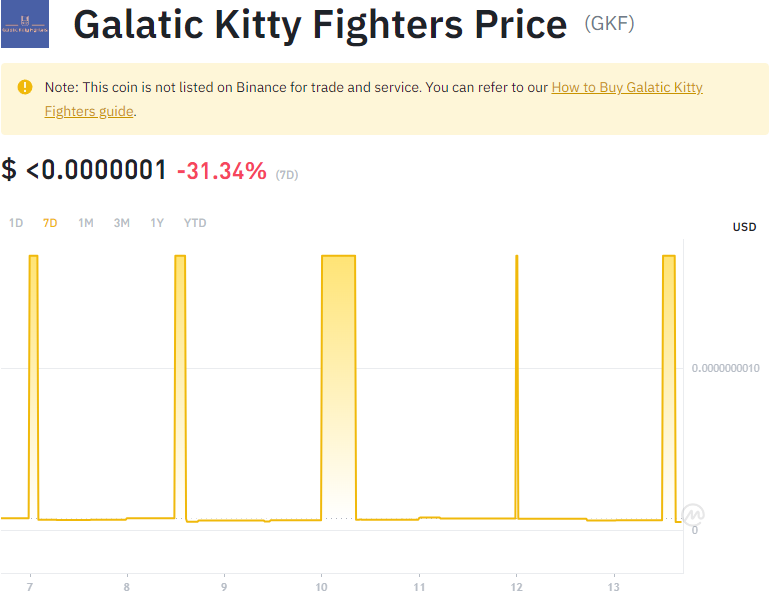 Galatic Kitty Fighters Price (GKF)
Note: This coin is not listed on Binance for trade and service. You can refer to our How to Buy Galatic Kitty
Fighters guide.
$ <0.0000001 -31.34% (7D)
1D 7D 1M 3M 1Y YTD
USD
0.0000000010
0
7 8 9 10 11 12 13